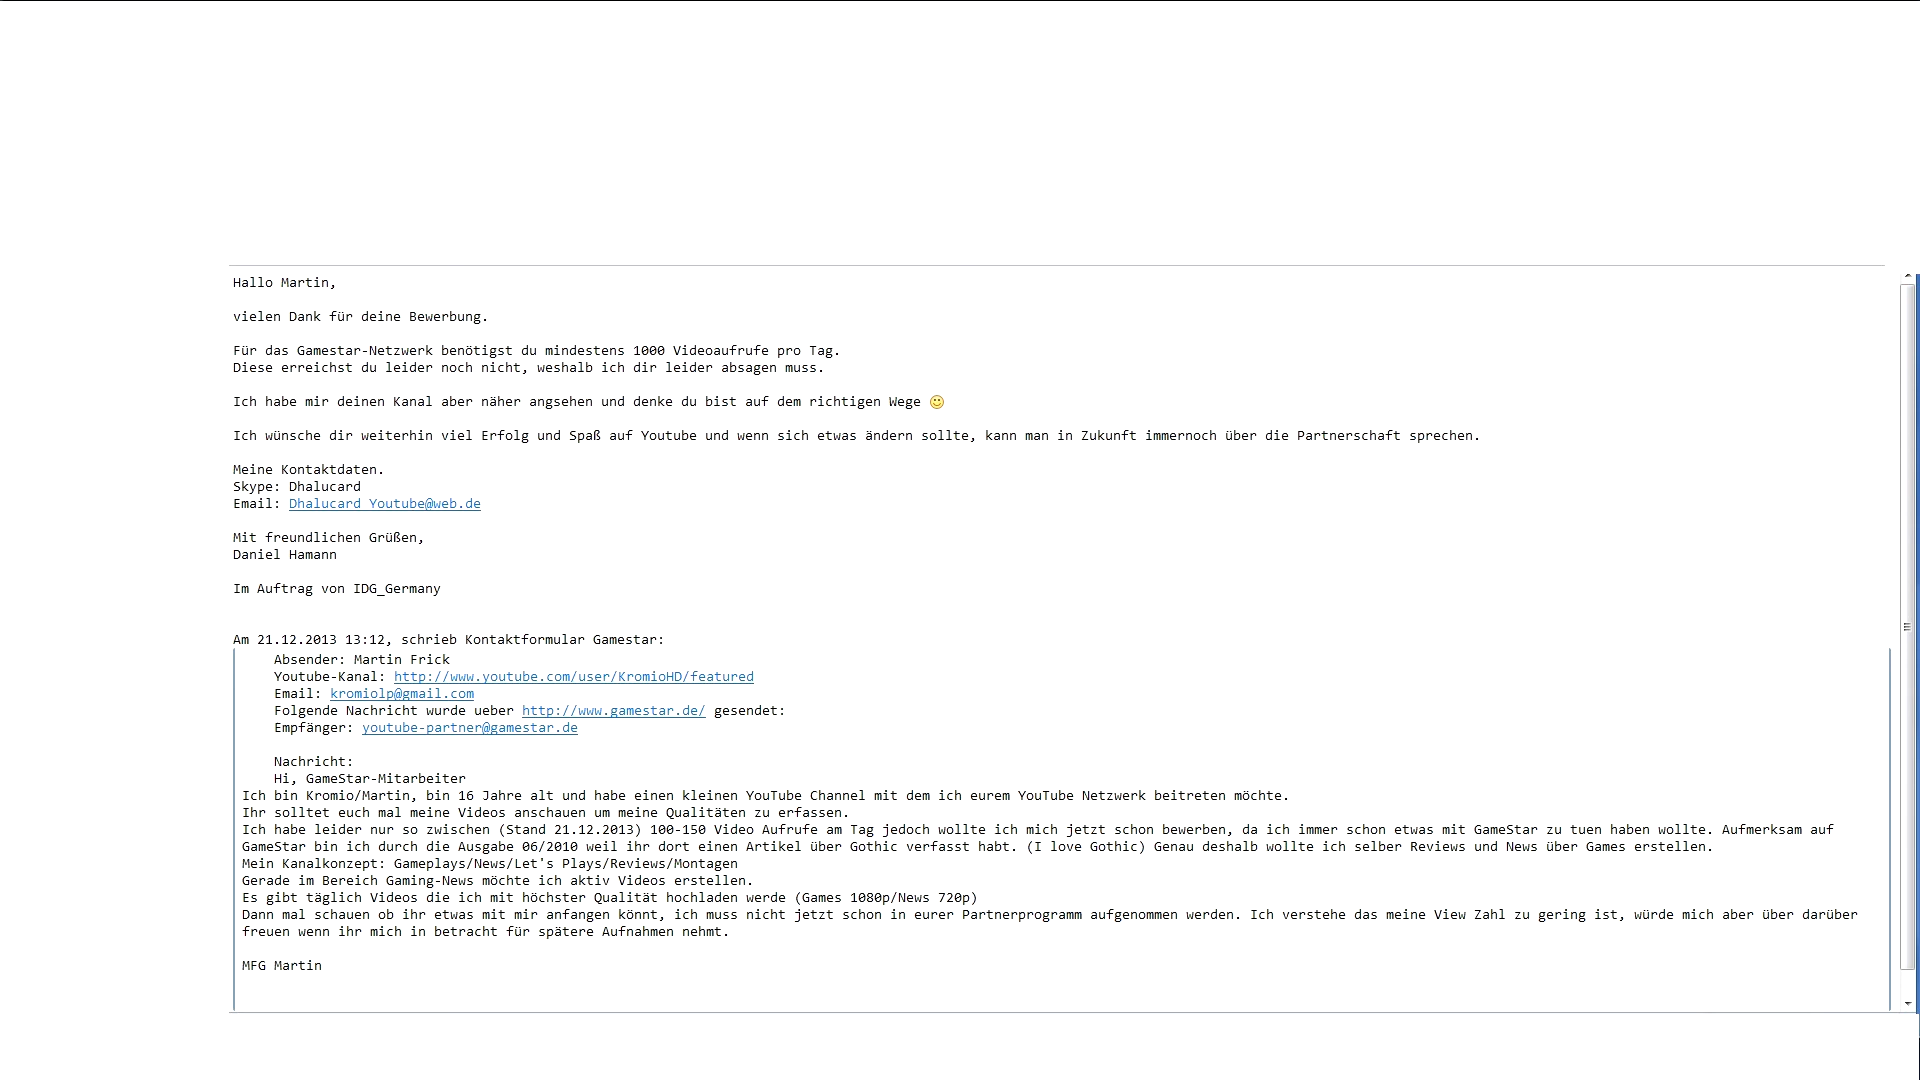 Hallo Martin,
vielen Dank für deine Bewerbung.
Für das Gamestar-Netzwerk benötigst du mindestens 1000 Videoaufrufe pro Tag.
Diese erreichst du leider noch nicht, weshalb ich dir leider absagen muss.
Ich habe mir deinen Kanal aber näher angsehen und denke du bist auf dem richtigen Wege
Ich wünsche dir weiterhin viel Erfolg und Spaß auf Youtube und wenn sich etwas ändern sollte, kann man in Zukunft immernoch über die Partnerschaft sprechen.
Meine Kontaktdaten.
Skype: Dhalucard
Email: Dhalucard_Youtube@web.de
Mit freundlichen Grüßen,
Daniel Hamann
Im Auftrag von IDG_Germany
Am 21.12.2013 13:12, schrieb Kontaktformular Gamestar:
Absender: Martin Frick
Youtube-Kanal: http://www.youtube.com/user/KromioHD/featured
Email: kromiolp@gmail.com
Folgende Nachricht wurde ueber http://www.gamestar.de/ gesendet:
Empfänger: youtube-partner@gamestar.de
Nachricht:
Hi, GameStar-Mitarbeiter
Ich bin Kromio/Martin, bin 16 Jahre alt und habe einen kleinen YouTube Channel mit dem ich eurem YouTube Netzwerk beitreten möchte.
Ihr solltet euch mal meine Videos anschauen um meine Qualitäten zu erfassen.
Ich habe leider nur so zwischen (Stand 21.12.2013) 100-150 Video Aufrufe am Tag jedoch wollte ich mich jetzt schon bewerben, da ich immer schon etwas mit GameStar zu tuen haben wollte. Aufmerksam auf
GameStar bin ich durch die Ausgabe 06/2010 weil ihr dort einen Artikel über Gothic verfasst habt. (I love Gothic) Genau deshalb wollte ich selber Reviews und News über Games erstellen.
Mein Kanalkonzept: Gameplays/News/Let's Plays/Reviews/Montagen
Gerade im Bereich Gaming-News möchte ich aktiv Videos erstellen.
Es gibt täglich Videos die ich mit höchster Qualität hochladen werde (Games 1080p/News 720p)
Dann mal schauen ob ihr etwas mit mir anfangen könnt, ich muss nicht jetzt schon in eurer Partnerprogramm aufgenommen werden. Ich verstehe das meine View Zahl zu gering ist, würde mich aber über darüber
freuen wenn ihr mich in betracht für spätere Aufnahmen nehmt.
MFG Martin